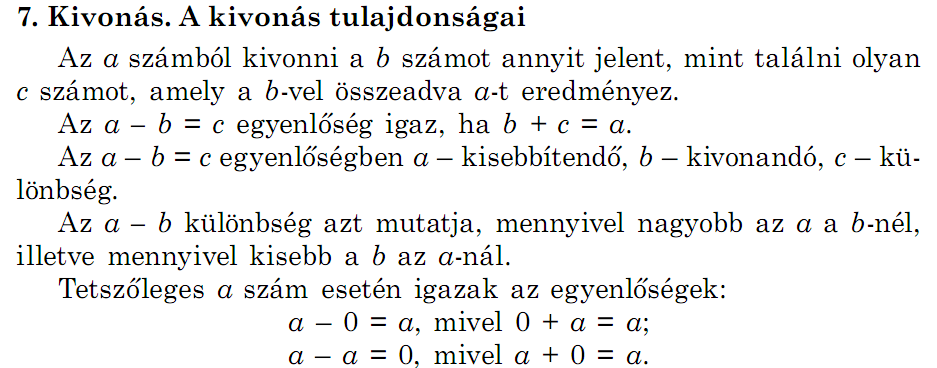 7. Kivonás. A kivonás tulajdonságai
Az a számból kivonni a b számot annyit jelent, mint találni olyan
c számot, amely a b-vel összeadva a-t eredményez.
Az a – b = c egyenlőség igaz, ha b + c = a.
Az a – b = c egyenlőségben a – kisebbítendő, b – kivonandó, c – kü-
lönbség.
Az a – b különbség azt mutatja, mennyivel nagyobb az a a b-nél,
illetve mennyivel kisebb a b az a-nál.
Tetszőleges a szám esetén igazak az egyenlőségek:
a – 0 = a, mivel 0 + a = a;
a – a = 0, mivel a + 0 = a.